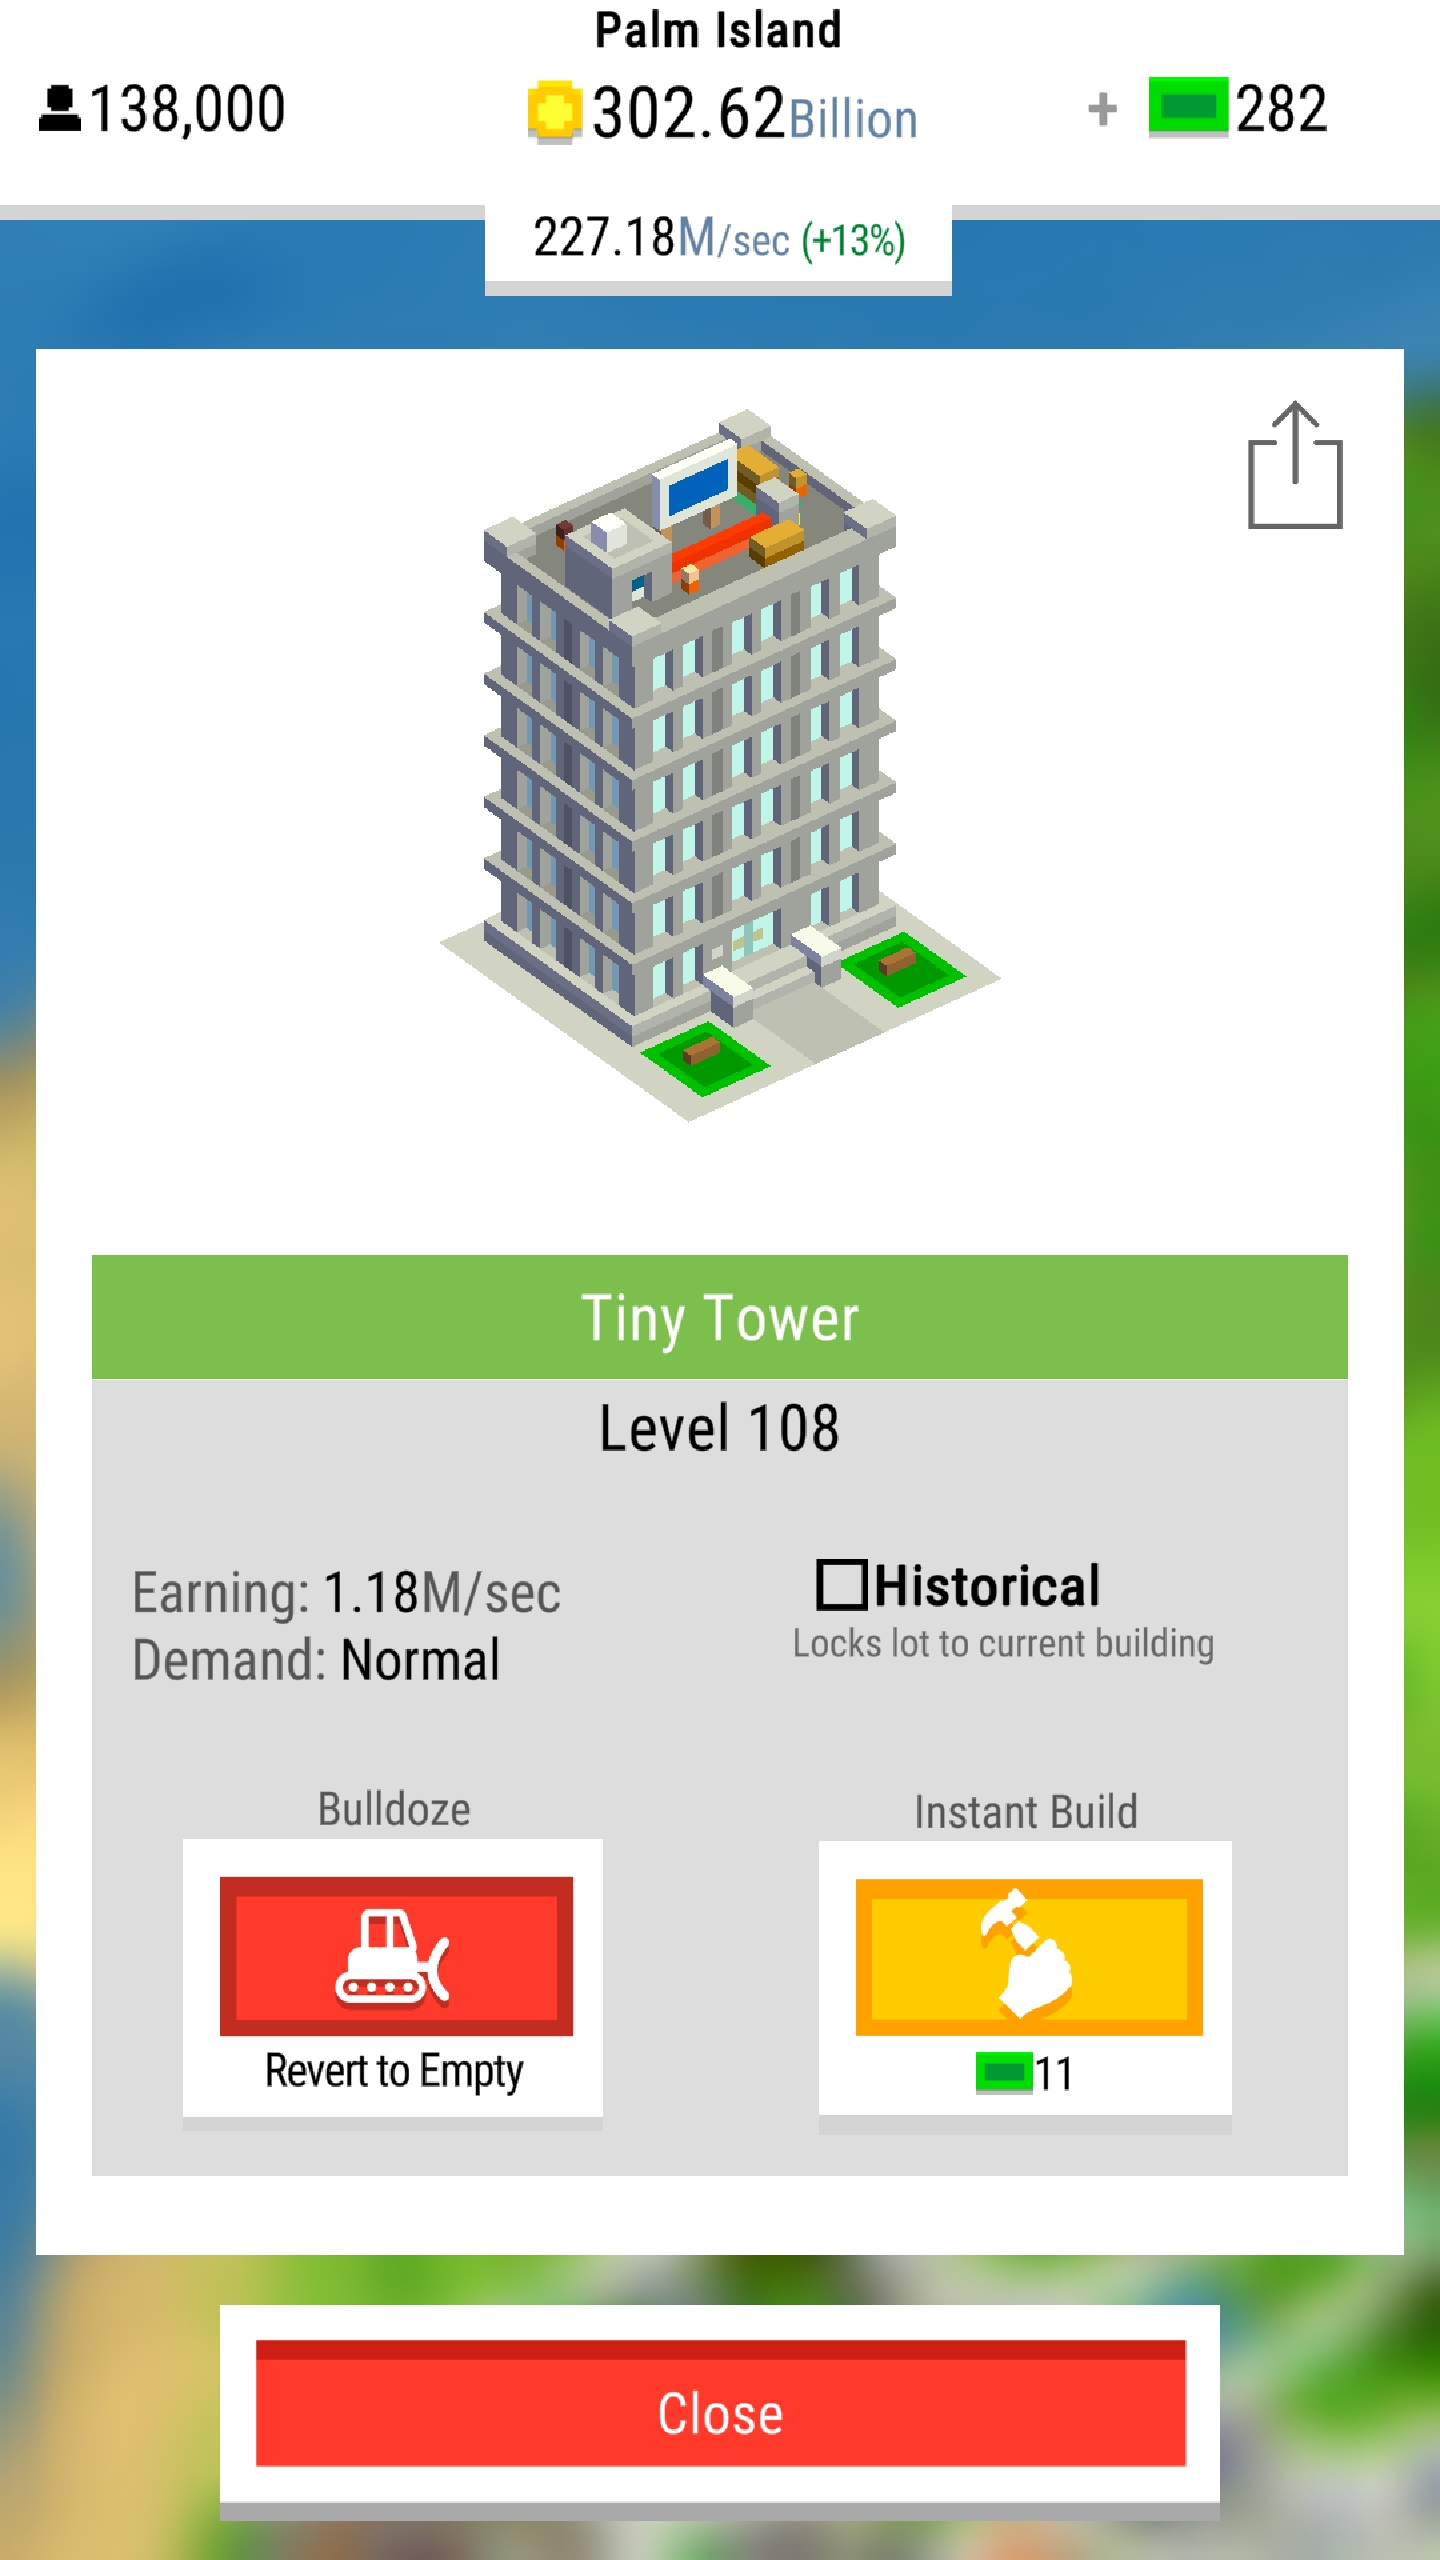 Palm Island
138,000
302.62Billion
+ 282
227.18M/sec (+13%)
Tiny Tower
Level 108
Earning: 1.18M/sec
Demand: Normal
Historical
Locks lot to current building
Bulldoze
Revert to Empty
Instant Build
11
Close